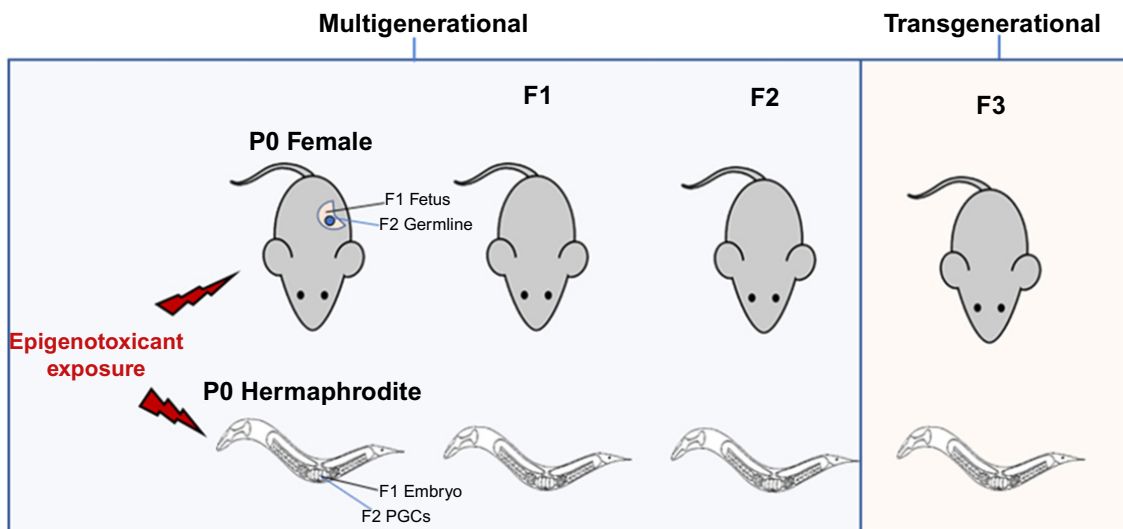 Multigenerational
Transgenerational
F1
F2
F3
P0 Female
F1 Fetus
F2 Germline
Epigenotoxicant
exposure
P0 Hermaphrodite
F1 Embryo
F2 PGCs